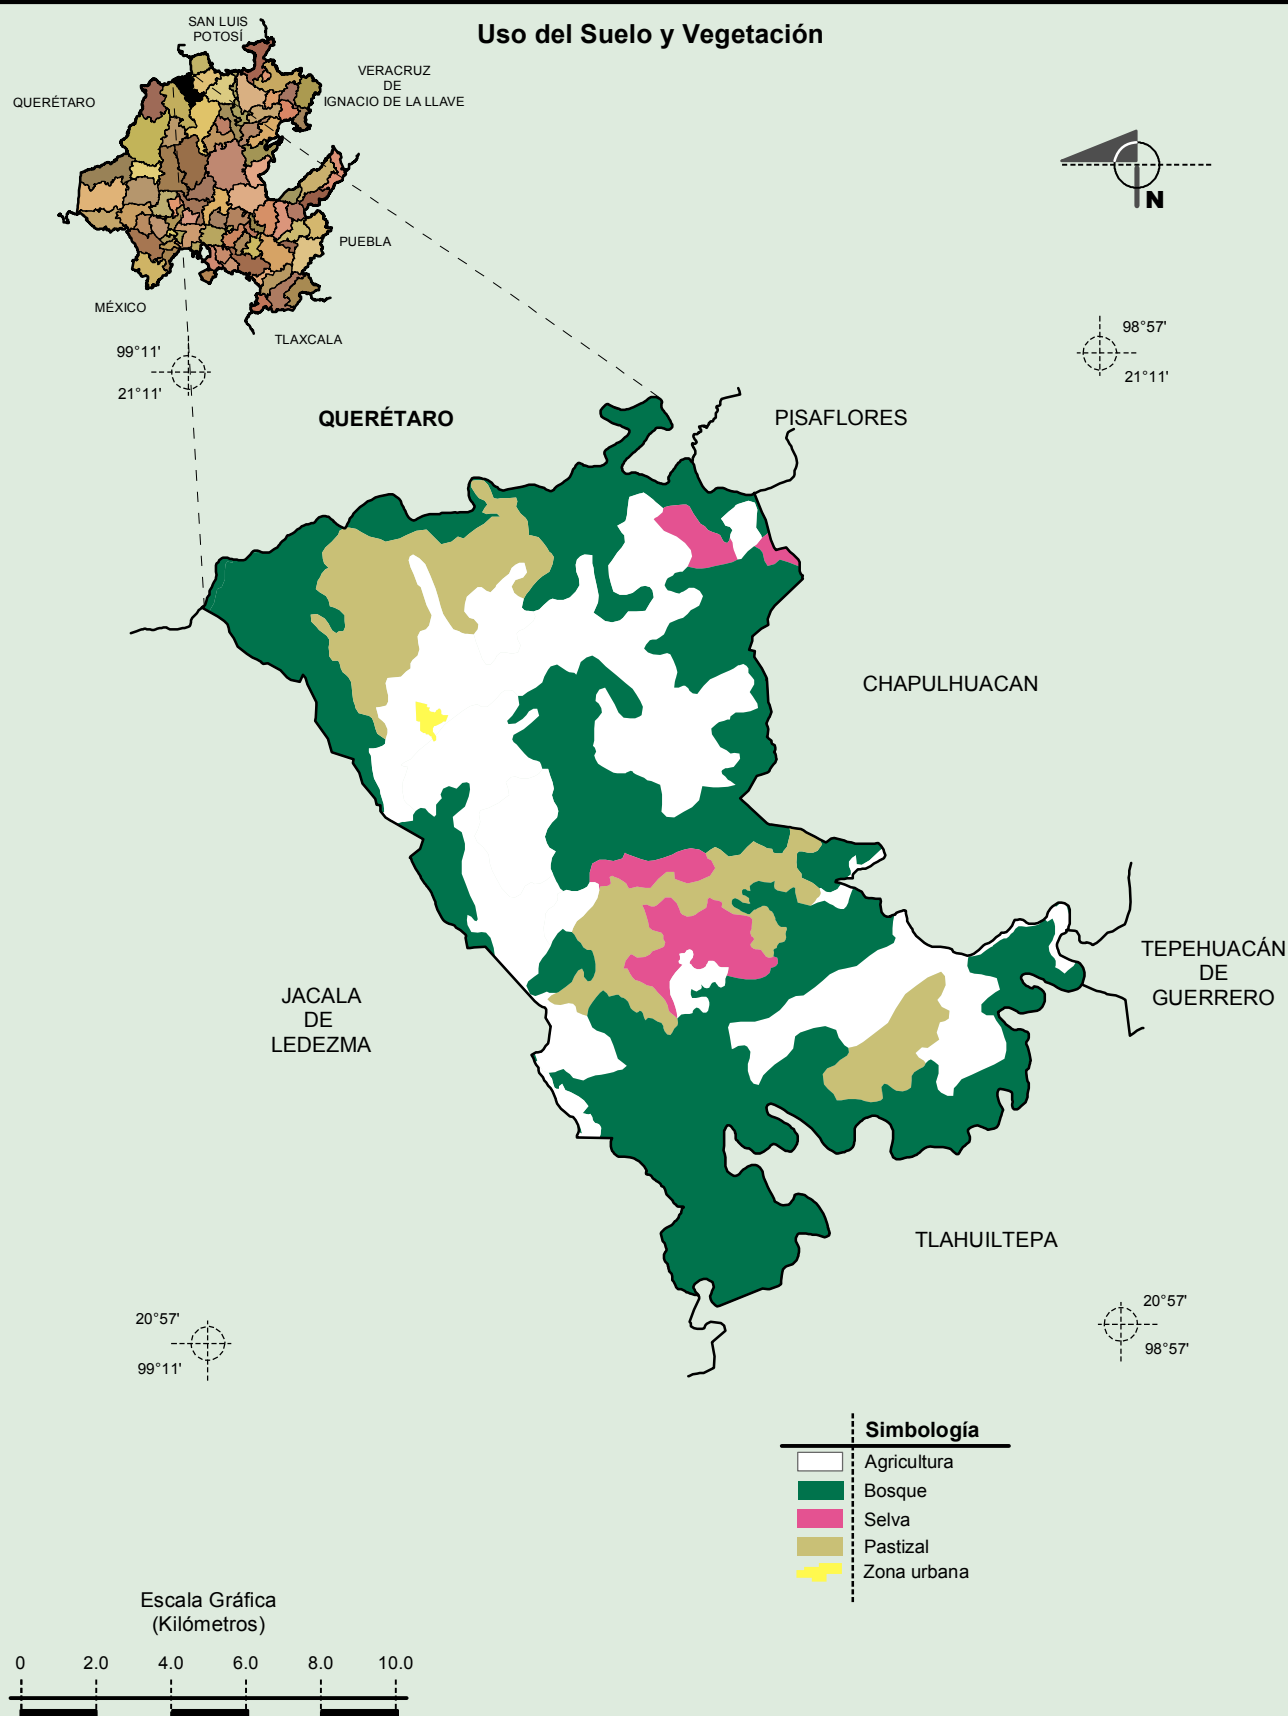 Uso del Suelo y Vegetación
SAN LUIS
POTOSÍ
VERACRUZ
DE
IGNACIO DE LA LLAVE
QUERÉTARO
PUEBLA
MÉXICO
TLAXCALA
N
99°11'
21°11'
98°57'
21°11'
QUERÉTARO
PISAFLORES
CHAPULHUACAN
TEPEHUACÁN
DE
GUERRERO
JACALA
DE
LEDEZMA
TLAHUILTEPA
20°57'
99°11'
20°57'
98°57'
Simbología
Agricultura
Bosque
Selva
Pastizal
Zona urbana
Escala Gráfica
(Kilómetros)
0 2.0 4.0 6.0 8.0 10.0